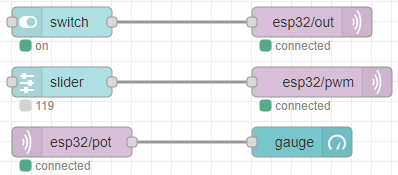 switch
esp32/out
on
connected
slider
esp32/pwm
119
connected
esp32/pot
gauge
connected